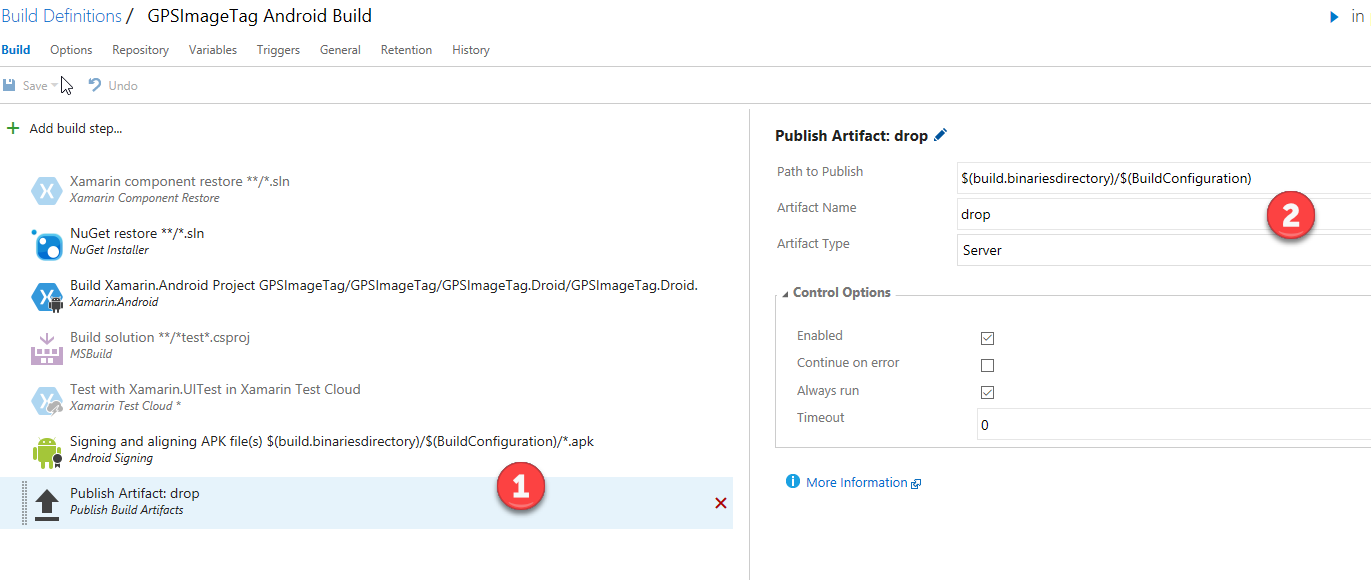 Build Definitions / GPSImageTag Android Build
in
Build Options Repository Variables Triggers General Retention History
Save Undo
+ Add build step...
Xamarin component restore **/*.sln
Xamarin Component Restore
NuGet restore **/*.sln
NuGet Installer
Build Xamarin.Android Project GPSImageTag/GPSImageTag/GPSImageTag.Droid/GPSImageTag.Droid.
Xamarin.Android
Build solution **/*test*.csproj
MSBuild
Test with Xamarin.UITest in Xamarin Test Cloud
Xamarin Test Cloud *
Signing and aligning APK file(s) $(build.binariesdirectory)/$(BuildConfiguration)/*.apk
Android Signing
Publish Artifact: drop
Publish Build Artifacts
1
Publish Artifact: drop
Path to Publish $(build.binariesdirectory)/$(BuildConfiguration)
Artifact Name drop
2
Artifact Type Server
Control Options
Enabled
Continue on error
Always run
Timeout 0
More Information